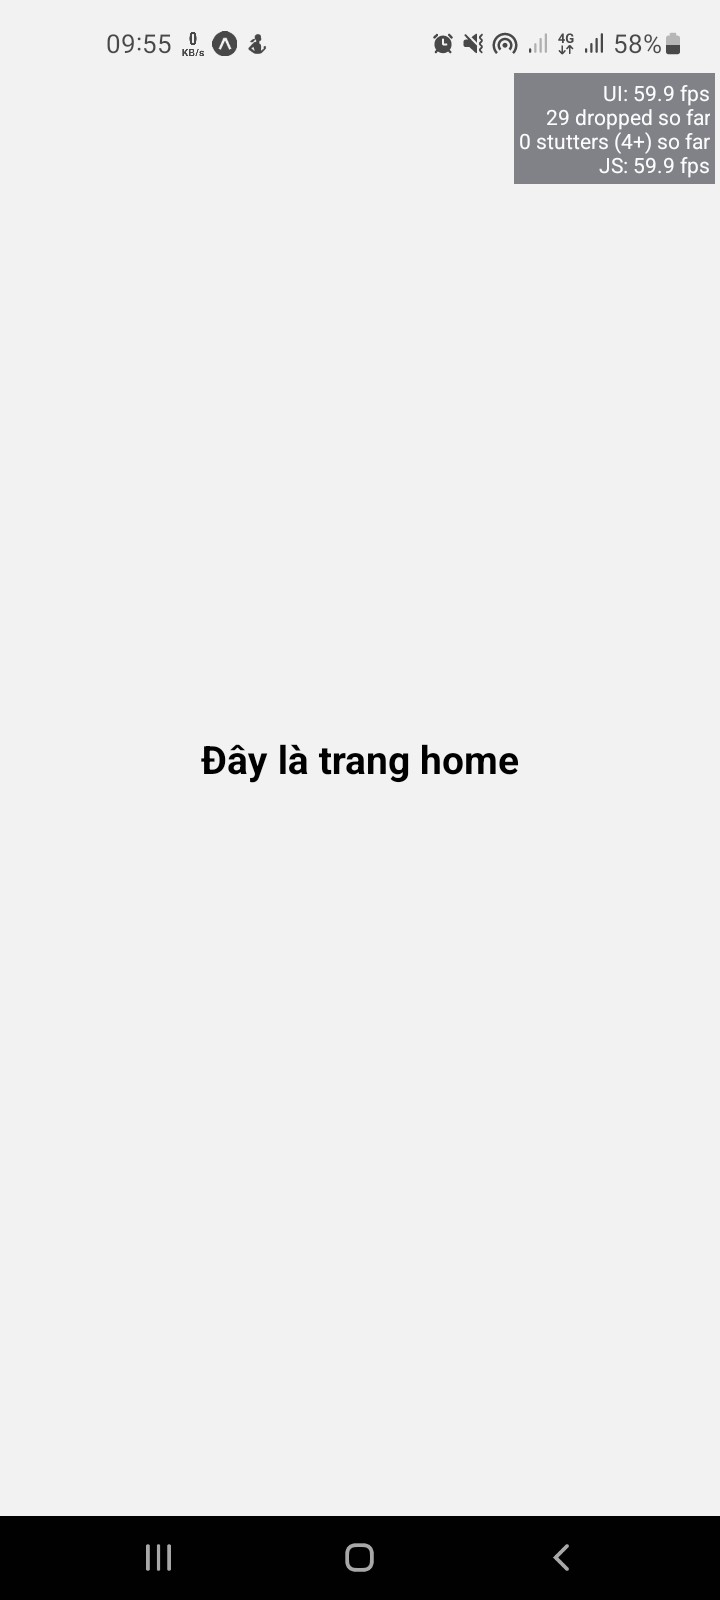 09:55 0 KB/s 4G 58%
UI: 59.9 fps
29 dropped so far
0 stutters (4+) so far
JS: 59.9 fps
Đây là trang home